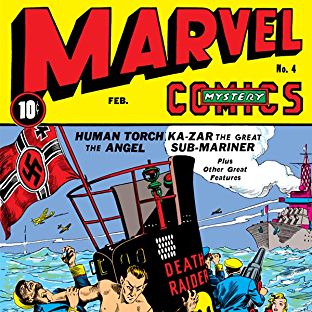 MARVEL
No. 4
10¢
FEB.
MYSTERY
COMICS
HUMAN TORCH, KA-ZAR THE GREAT
THE ANGEL SUB-MARINER
Plus
Other Great
Features
DEATH
RAIDER